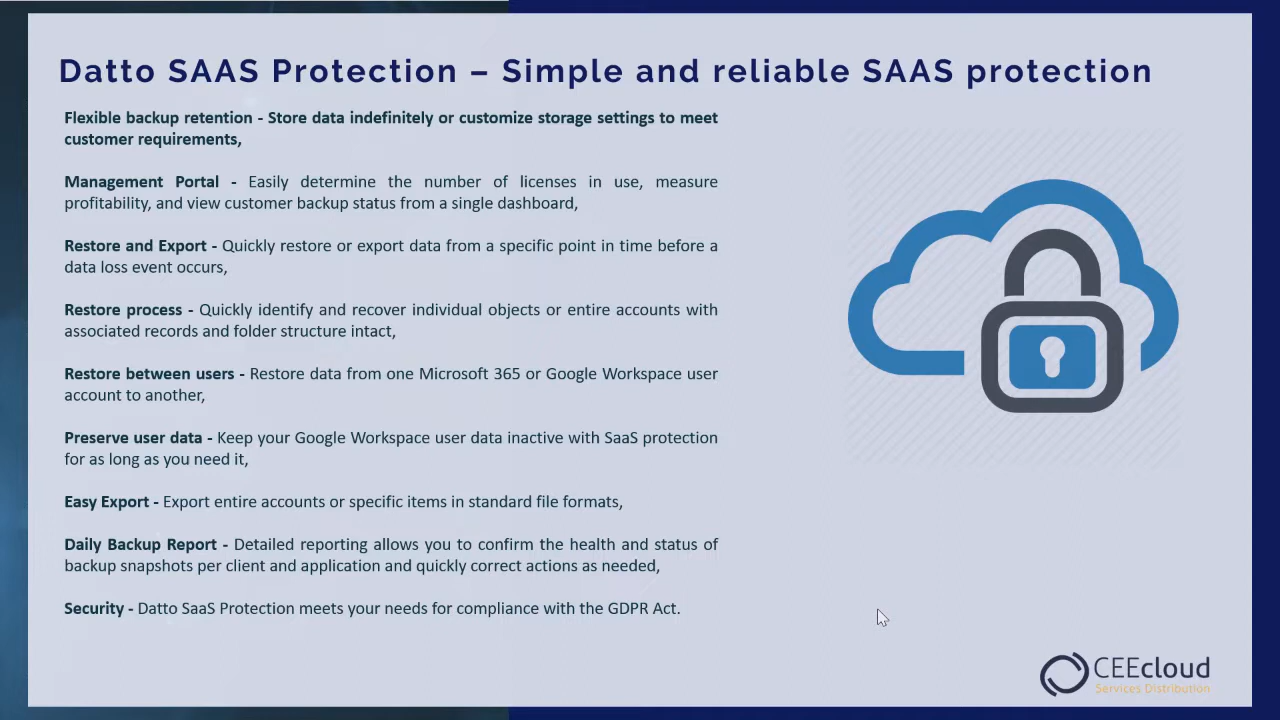 Datto SAAS Protection – Simple and reliable SAAS protection
Flexible backup retention - Store data indefinitely or customize storage settings to meet
customer requirements,
Management Portal - Easily determine the number of licenses in use, measure
profitability, and view customer backup status from a single dashboard,
Restore and Export - Quickly restore or export data from a specific point in time before a
data loss event occurs,
Restore process - Quickly identify and recover individual objects or entire accounts with
associated records and folder structure intact,
Restore between users - Restore data from one Microsoft 365 or Google Workspace user
account to another,
Preserve user data - Keep your Google Workspace user data inactive with SaaS protection
for as long as you need it,
Easy Export - Export entire accounts or specific items in standard file formats,
Daily Backup Report - Detailed reporting allows you to confirm the health and status of
backup snapshots per client and application and quickly correct actions as needed,
Security - Datto SaaS Protection meets your needs for compliance with the GDPR Act.
CEEcloud
Services Distribution